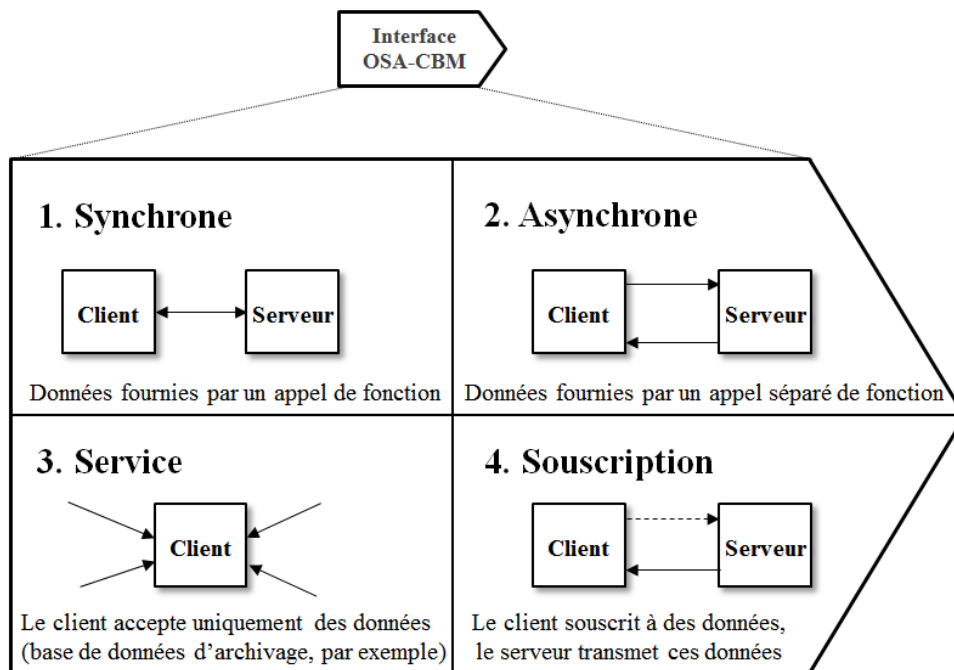 Interface
OSA-CBM
1. Synchrone
Client
Serveur
Données fournies par un appel de fonction
2. Asynchrone
Client
Serveur
Données fournies par un appel séparé de fonction
3. Service
Client
Le client accepte uniquement des données
(base de données d'archivage, par exemple)
4. Souscription
Client
Serveur
Le client souscrit à des données,
le serveur transmet ces données